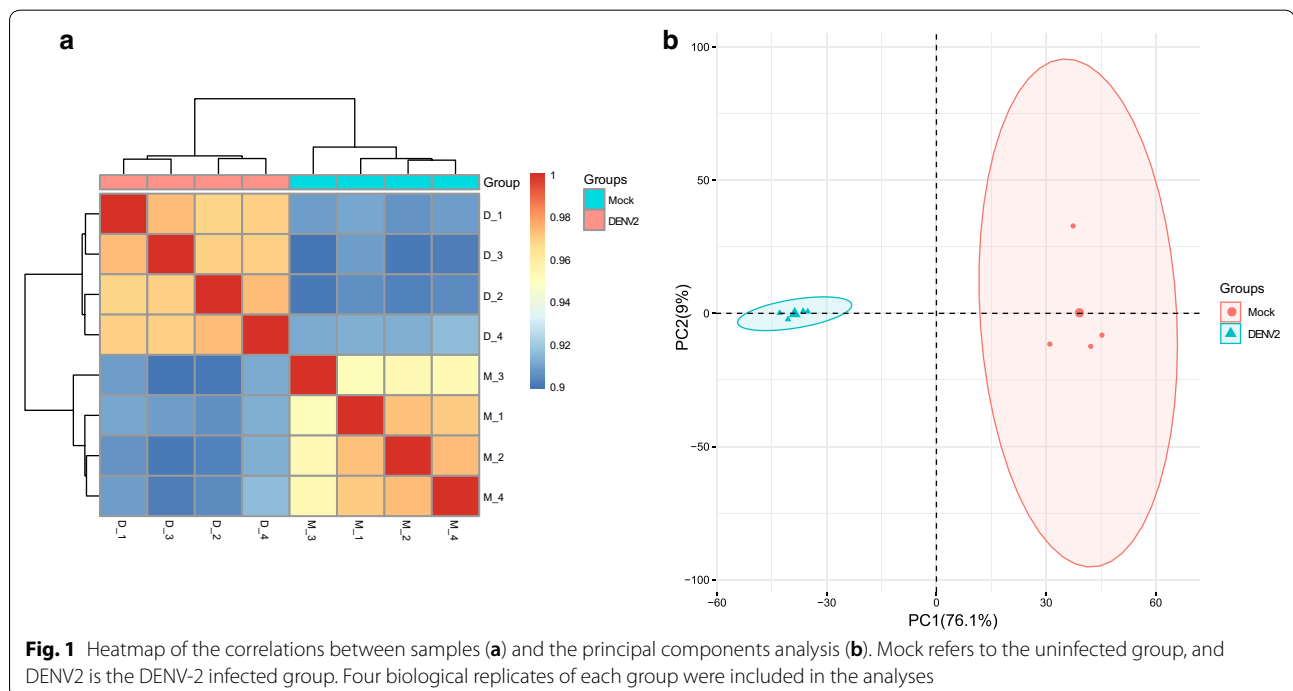 a
Group
D_1
D_3
D_2
D_4
M_3
M_1
M_2
M_4
D_1 D_3 D_2 D_4 M_3 M_1 M_2 M_4
1
0.98
0.96
0.94
0.92
0.9
Groups
Mock
DENV2
b
100
50
0
−50
−100
PC2(9%)
−60 −30 0 30 60
PC1(76.1%)
Groups
Mock
DENV2
Fig. 1 Heatmap of the correlations between samples (a) and the principal components analysis (b). Mock refers to the uninfected group, and
DENV2 is the DENV-2 infected group. Four biological replicates of each group were included in the analyses